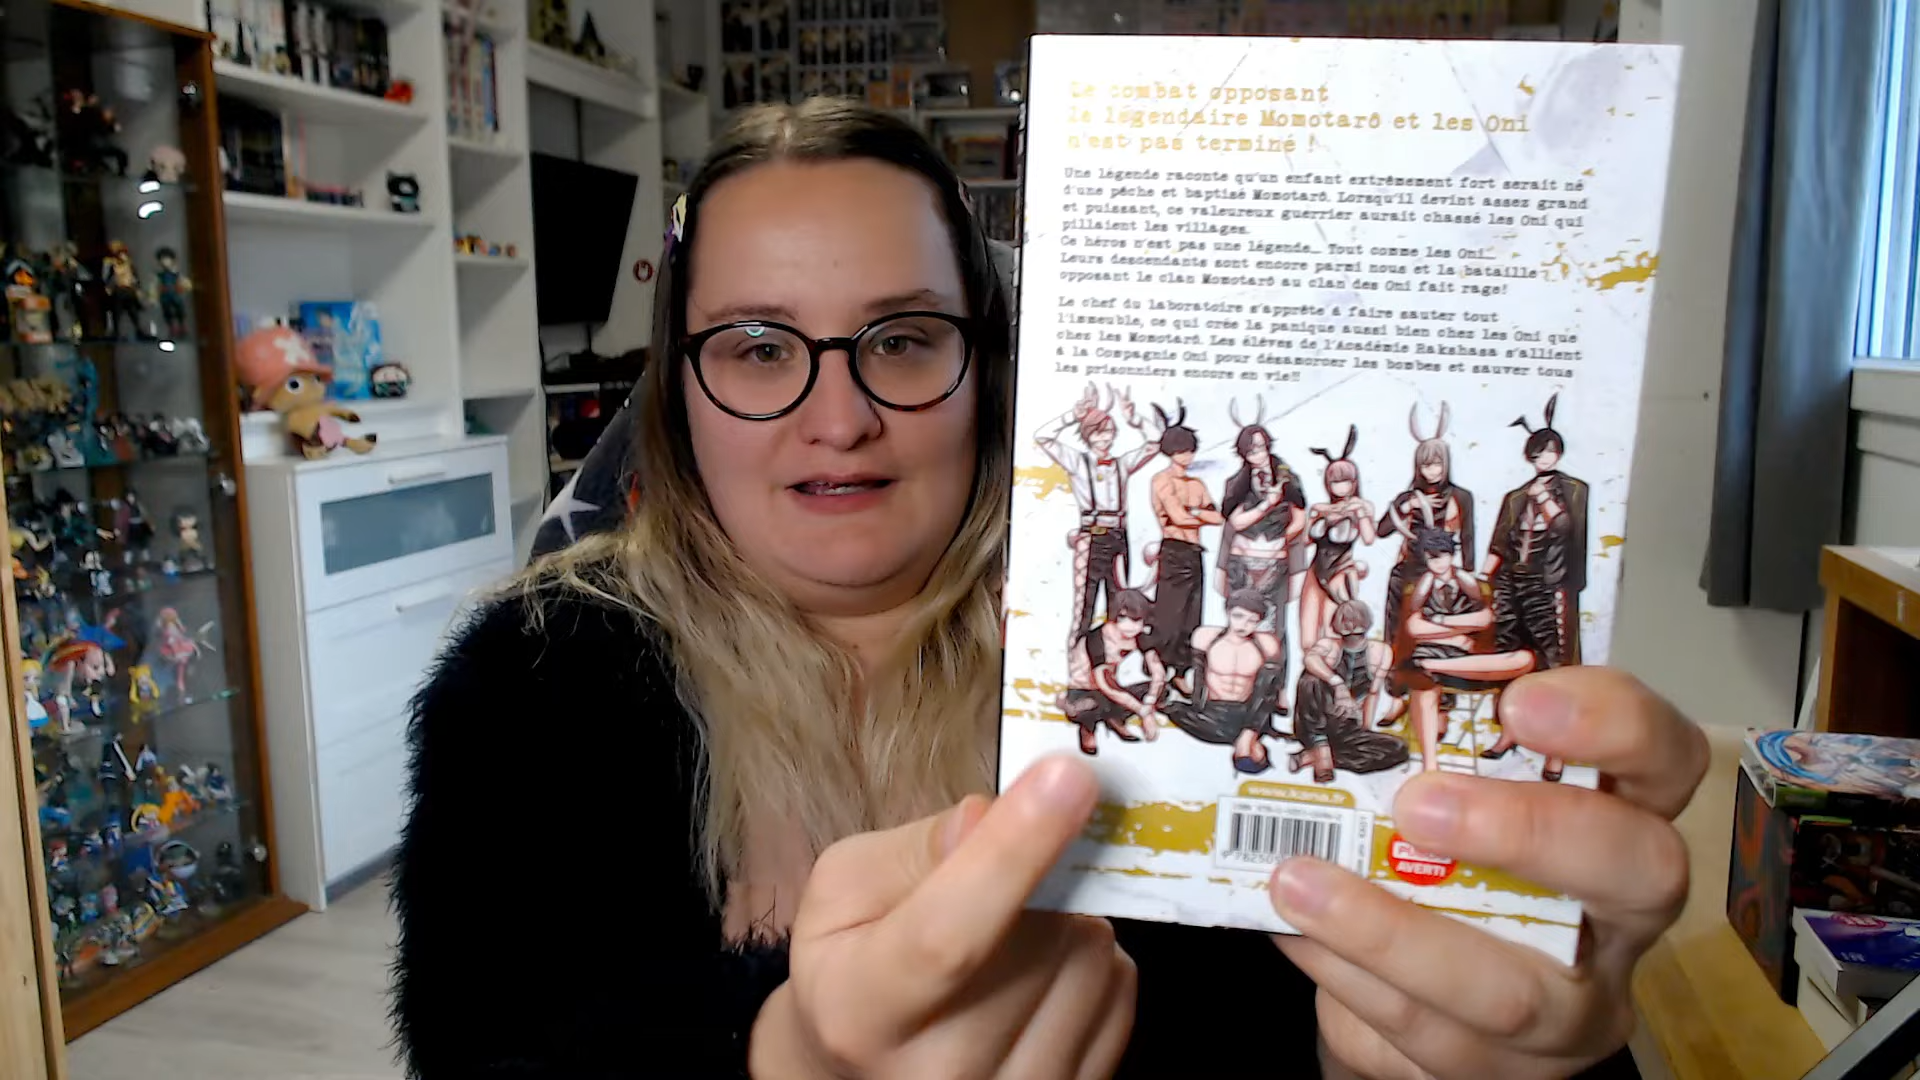 Le combat opposant
le légendaire Momotarô et les Oni
n'est pas terminé !
Une légende raconte qu'un enfant extrêmement fort serait né
d'une pêche et baptisé Momotarô. Lorsqu'il devint assez grand
et puissant, ce valeureux guerrier aurait chassé les Oni qui
pillaient les villages.
Ce héros n'est pas une légende... Tout comme les Oni...
Leurs descendants sont encore parmi nous et la bataille
opposant le clan Momotarô au clan des Oni fait rage!
Le chef du laboratoire s'apprête à faire sauter tout
l'immeuble, ce qui crée la panique aussi bien chez les Oni que
chez les Momotarô. Les élèves de l'Académie Rakshasa s'allient
à la Compagnie Oni pour désamorcer les bombes et sauver tous
les prisonniers encore en vie!!
www.kana.fr
AVERTI